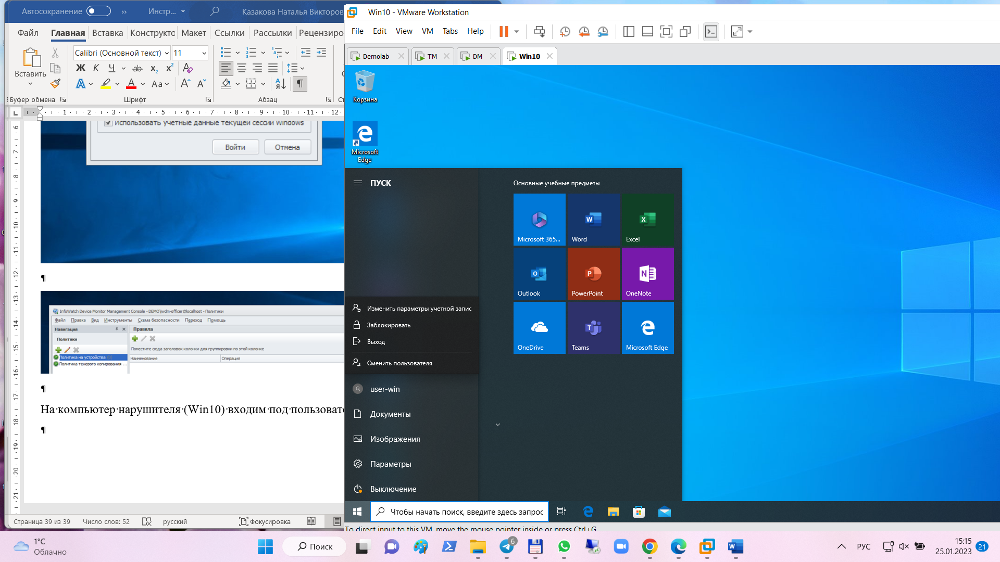 Автосохранение
Инстр...
Казакова Наталья Викторов
Файл
Главная
Вставка
Конструкто
Макет
Ссылки
Рассылки
Рецензиро
Вставить
Calibri (Основной текст)
11
Ж К Ч ab x₂ x²
Aa
Буфер обмена
Шрифт
Абзац
1 2 3 4 5 6 7 8 9 10 11 12
6
7
8
9
10
11
12
13
14
15
16
17
18
19
20
21
Использовать учетные данные текущей сессии Windows
Войти
Отмена
¶
InfoWatch Device Monitor Management Console - DEMO\iwdm-officer@localhost - Политики
Файл Правка Вид Инструменты Схема безопасности Переход Помощь
Навигация
Правила
Политики
Поместите сюда заголовок колонки для группировки по этой колонке
Политика на устройства
Наименование
Операция
Политика теневого копирования ...
¶
На·компьютер·нарушителя·(Win10)·входим·под·пользовате
¶
Страница 39 из 39
Число слов: 52
русский
Фокусировка
Win10 - VMware Workstation
File Edit View VM Tabs Help
Demolab
TM
DM
Win10
Корзина
Microsoft
Edge
ПУСК
Основные учебные предметы
Microsoft 365...
Word
Excel
Outlook
PowerPoint
OneNote
OneDrive
Teams
Microsoft Edge
Изменить параметры учетной запис
Заблокировать
Выход
Сменить пользователя
user-win
Документы
Изображения
Параметры
Выключение
Чтобы начать поиск, введите здесь запрос
To direct input to this VM, move the mouse pointer inside or press Ctrl+G.
1°C
Облачно
Поиск
6
РУС
15:15
25.01.2023
21